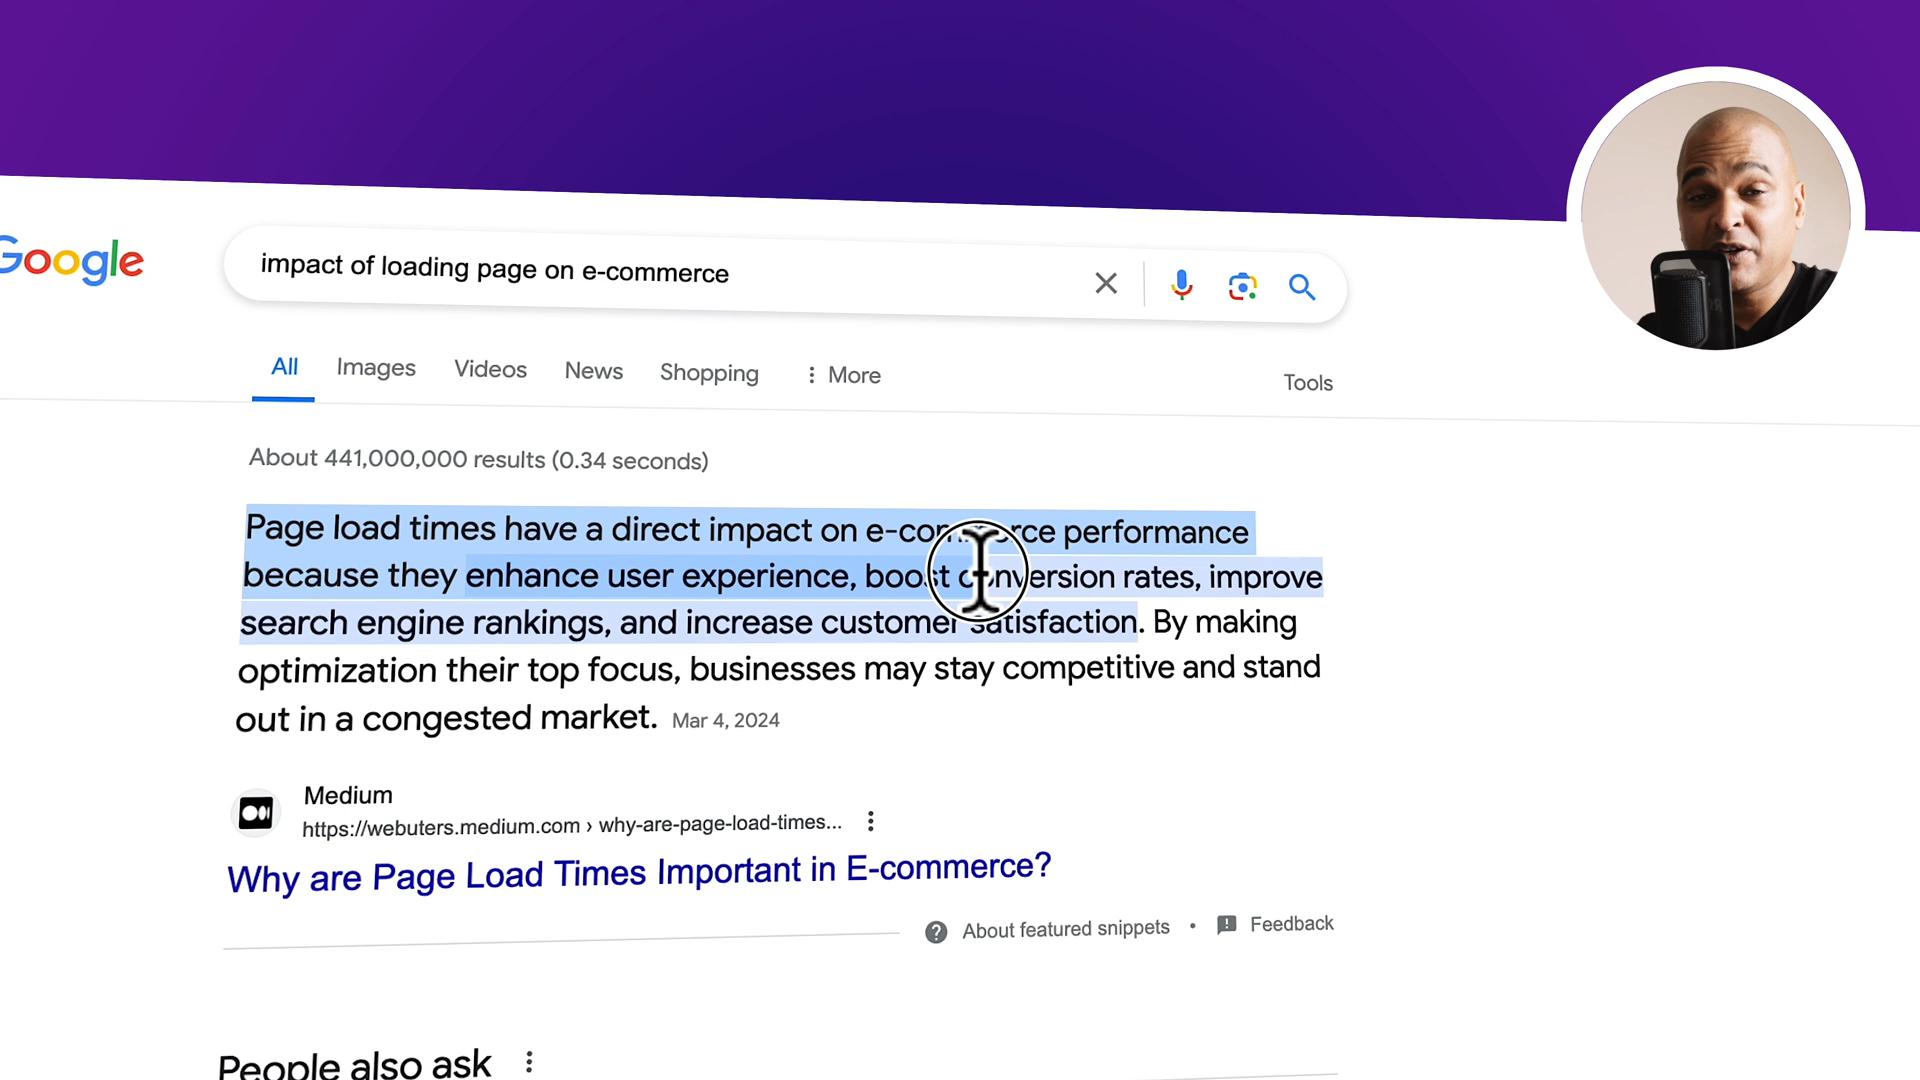 Google
impact of loading page on e-commerce
All Images Videos News Shopping More Tools
About 441,000,000 results (0.34 seconds)
Page load times have a direct impact on e-commerce performance
because they enhance user experience, boost conversion rates, improve
search engine rankings, and increase customer satisfaction. By making
optimization their top focus, businesses may stay competitive and stand
out in a congested market. Mar 4, 2024
Medium
https://webuters.medium.com › why-are-page-load-times...
Why are Page Load Times Important in E-commerce?
About featured snippets • Feedback
People also ask